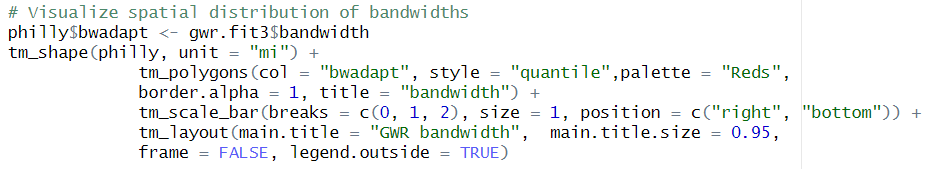 # Visualize spatial distribution of bandwidths
philly$bwadapt <- gwr.fit3$bandwidth
tm_shape(philly, unit = "mi") +
tm_polygons(col = "bwadapt", style = "quantile",palette = "Reds",
border.alpha = 1, title = "bandwidth") +
tm_scale_bar(breaks = c(0, 1, 2), size = 1, position = c("right", "bottom")) +
tm_layout(main.title = "GWR bandwidth",  main.title.size = 0.95,
frame = FALSE, legend.outside = TRUE)